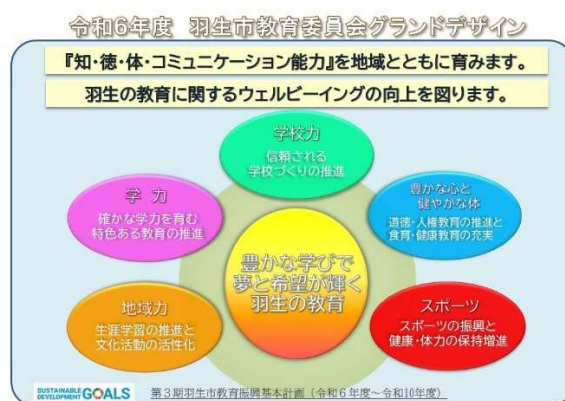 令和6年度 羽生市教育委員会グランドデザイン
『知・徳・体・コミュニケーション能力』を地域とともに育みます。
羽生の教育に関するウェルビーイングの向上を図ります。
学校力
信頼される
学校づくりの推進
学 力
確かな学力を育む
特色ある教育の推進
豊かな心と
健やかな体
道徳・人権教育の推進と
食育・健康教育の充実
豊かな学びで
夢と希望が輝く
羽生の教育
地域力
生涯学習の推進と
文化活動の活性化
スポーツ
スポーツの振興と
健康・体力の保持増進
SUSTAINABLE
DEVELOPMENT GOALS
第3期羽生市教育振興基本計画(令和6年度~令和10年度)